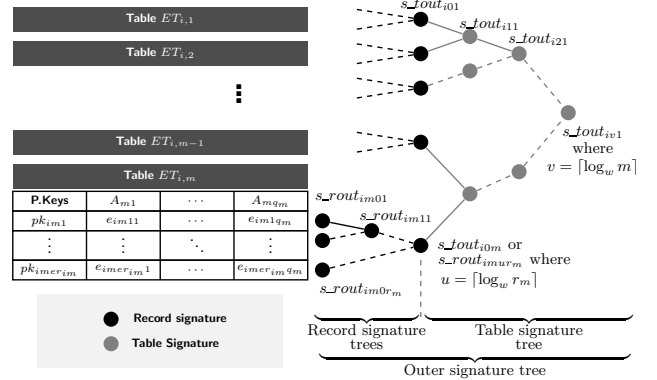 Table ET_{i,1}
Table ET_{i,2}
⋮
Table ET_{i,m−1}
Table ET_{i,m}
P.Keys A_{m1} ⋯ A_{mq_m}
pk_{im1} e_{im11} ⋯ e_{im1q_m}
⋮ ⋮ ⋱ ⋮
pk_{imer_{im}} e_{imer_{im}1} ⋯ e_{imer_{im}q_m}
s_tout_{i01}
s_tout_{i11}
s_tout_{i21}
s_tout_{iv1}
where
v = ⌈log_w m⌉
s_rout_{im01}
s_rout_{im11}
s_tout_{i0m} or
s_rout_{imur_m} where
u = ⌈log_w r_m⌉
s_rout_{im0r_m}
Record signature
Table Signature
Record signature
trees
Table signature
tree
Outer signature tree